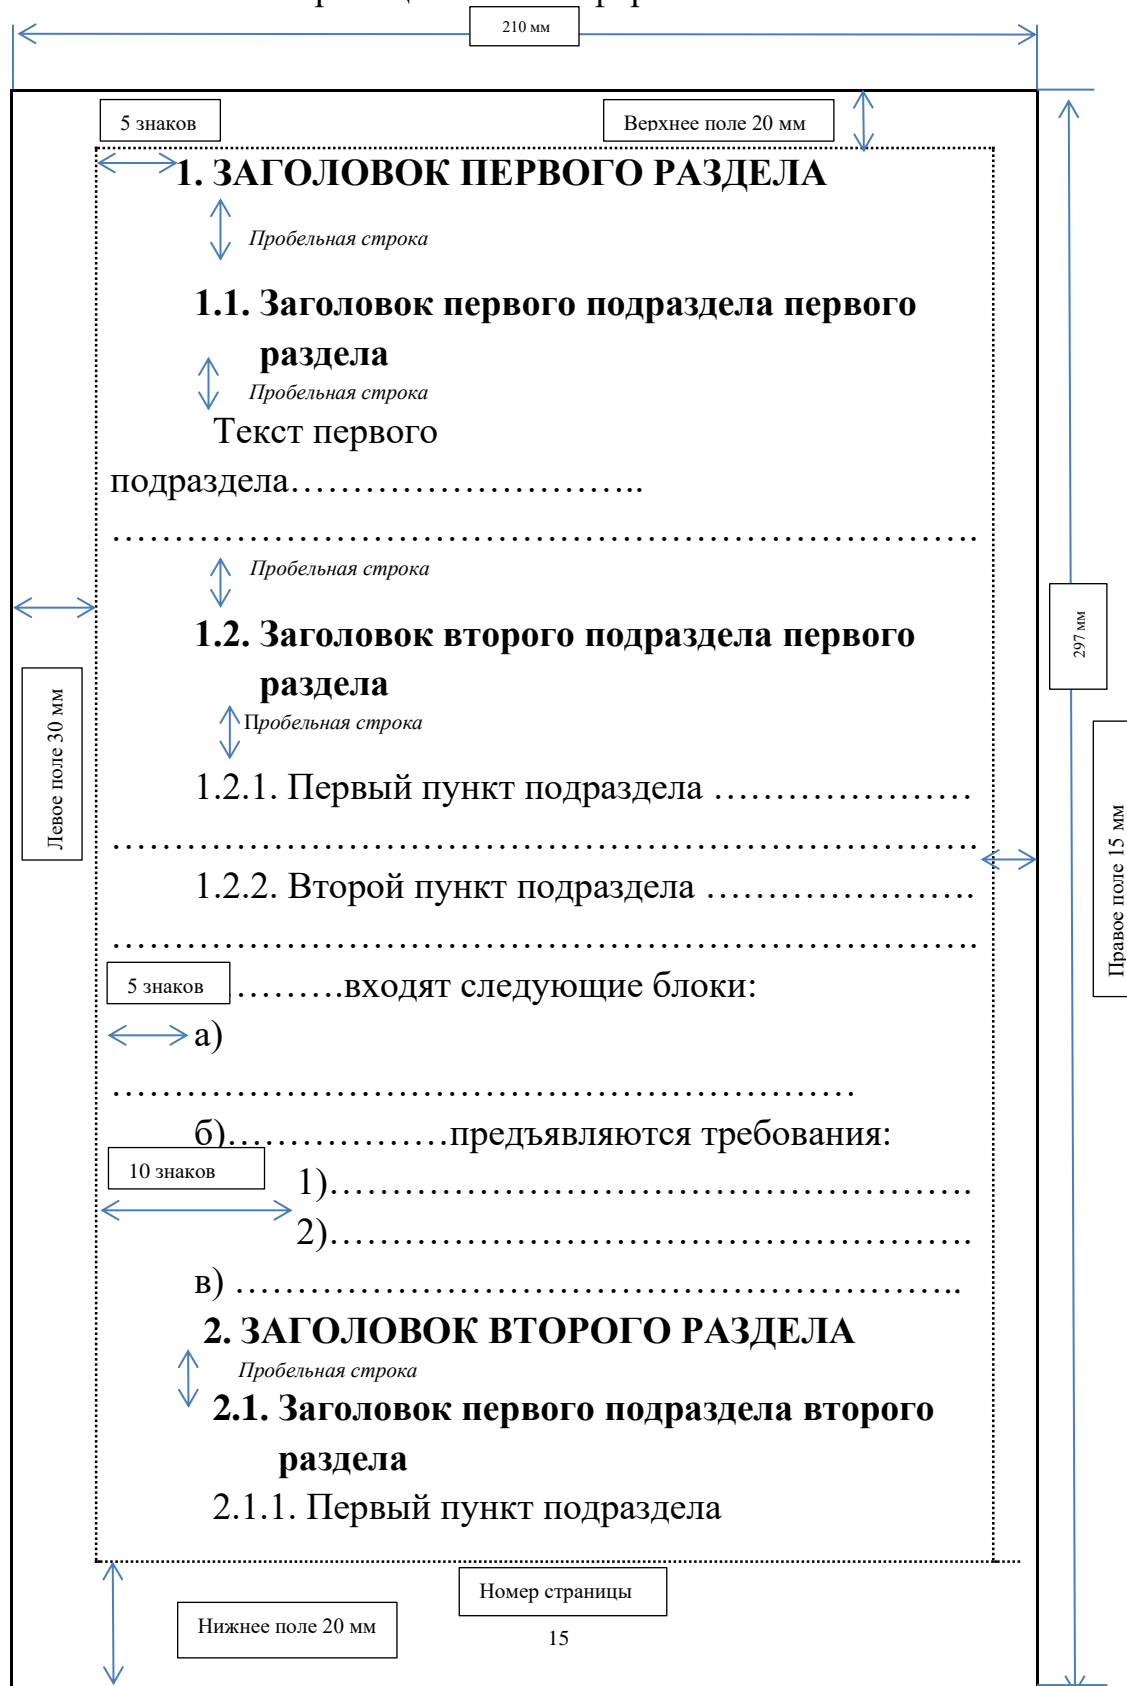 210 мм
5 знаков
Верхнее поле 20 мм
1. ЗАГОЛОВОК ПЕРВОГО РАЗДЕЛА
Пробельная строка
1.1. Заголовок первого подраздела первого
раздела
Пробельная строка
Текст первого
подраздела………………………..
…………………………………………………………….
Пробельная строка
297 мм
1.2. Заголовок второго подраздела первого
раздела
Левое поле 30 мм
Пробельная строка
1.2.1. Первый пункт подраздела …………………
…………………………………………………………….
Правое поле 15 мм
1.2.2. Второй пункт подраздела ………………….
…………………………………………………………….
5 знаков
……….входят следующие блоки:
а)
……………………………………………………
б)………………предъявляются требования:
10 знаков
1)…………………………………………….
2)…………………………………………….
в) …………………………………………………..
2. ЗАГОЛОВОК ВТОРОГО РАЗДЕЛА
Пробельная строка
2.1. Заголовок первого подраздела второго
раздела
2.1.1. Первый пункт подраздела
Номер страницы
Нижнее поле 20 мм
15